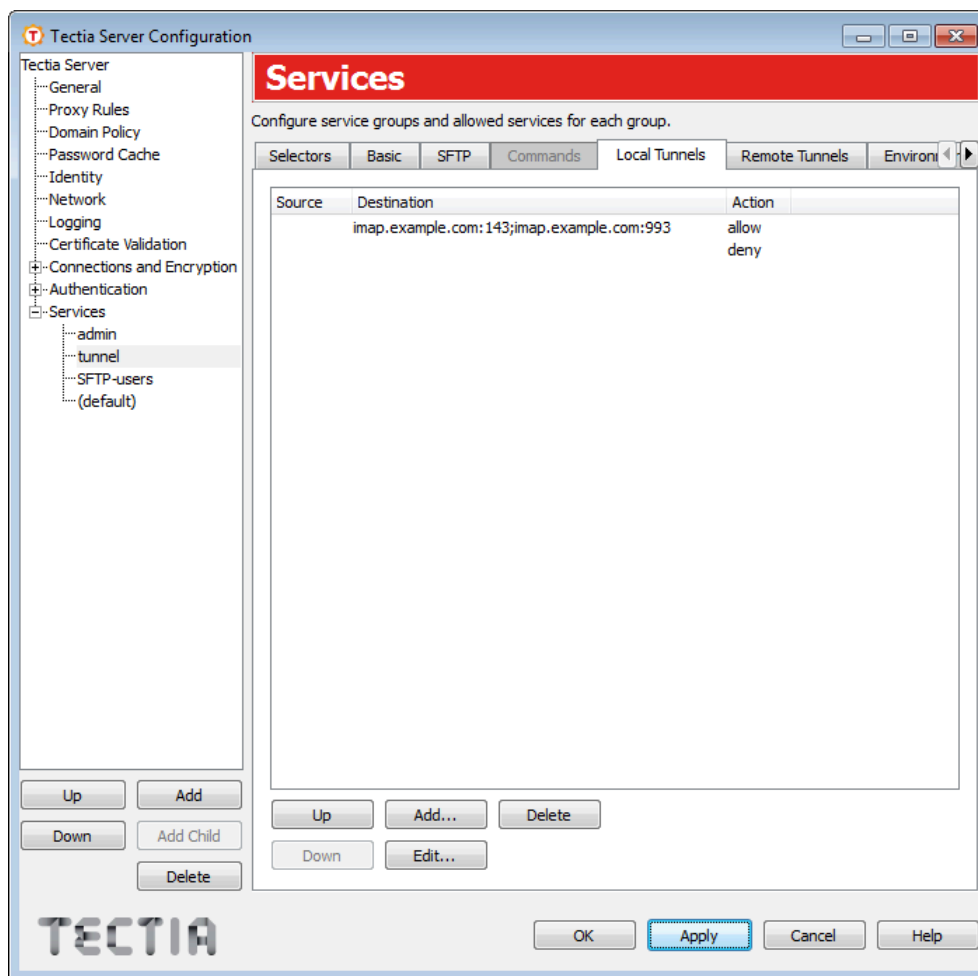 Tectia Server Configuration
Tectia Server
General
Proxy Rules
Domain Policy
Password Cache
Identity
Network
Logging
Certificate Validation
Connections and Encryption
Authentication
Services
admin
tunnel
SFTP-users
(default)
Up Add
Down Add Child
Delete
Services
Configure service groups and allowed services for each group.
Selectors Basic SFTP Commands Local Tunnels Remote Tunnels
Source Destination Action
imap.example.com:143;imap.example.com:993 allow
deny
Up Add... Delete
Down Edit...
TECTIA
OK Apply Cancel Help